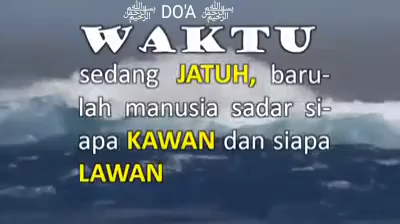 ﷽ DO'A ﷽
WAKTU
sedang JATUH, baru-
lah manusia sadar si-
apa KAWAN dan siapa
LAWAN